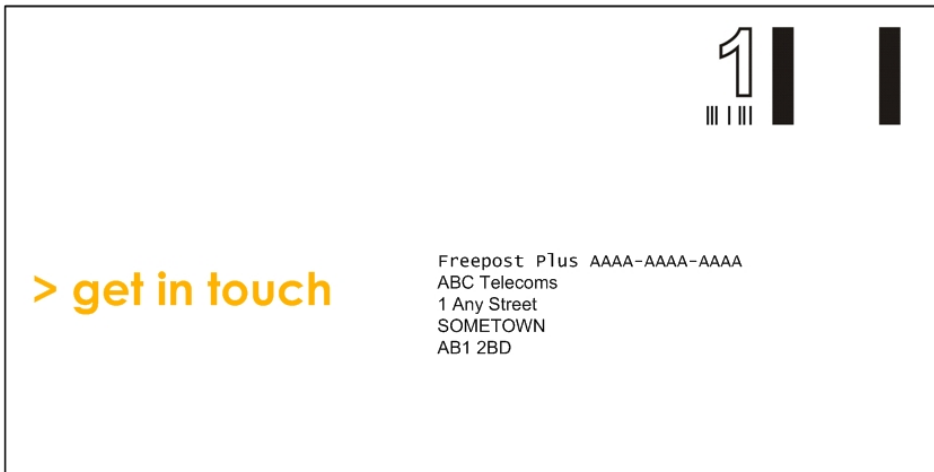 1
> get in touch
Freepost Plus AAAA-AAAA-AAAA
ABC Telecoms
1 Any Street
SOMETOWN
AB1 2BD